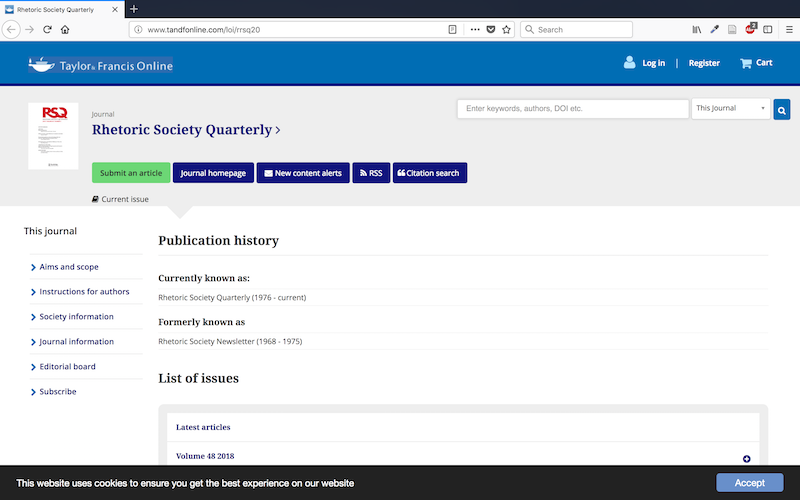 Rhetoric Society Quarterly
www.tandfonline.com/loi/rrsq20
Search
2
Taylor & Francis Online
Log in | Register
Cart
RSQ
Journal
Rhetoric Society Quarterly
Enter keywords, authors, DOI etc.
This Journal
Submit an article
Journal homepage
New content alerts
RSS
Citation search
Current issue
This journal
Aims and scope
Instructions for authors
Society information
Journal information
Editorial board
Subscribe
Publication history
Currently known as:
Rhetoric Society Quarterly (1976 - current)
Formerly known as
Rhetoric Society Newsletter (1968 - 1975)
List of issues
Latest articles
Volume 48 2018
This website uses cookies to ensure you get the best experience on our website
Accept